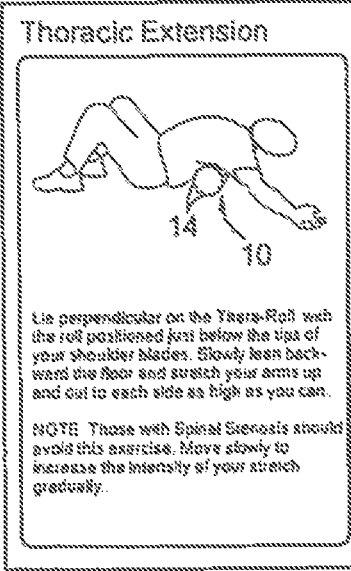 Thoracic Extension
14
10
Lie perpendicular on the Thera-Roll with
the roll positioned just below the tips of
your shoulder blades. Slowly lean back-
ward the floor and stretch your arms up
and out to each side as high as you can.
NOTE Those with Spinal Stenosis should
avoid this exercise. Move slowly to
increase the intensity of your stretch
gradually..